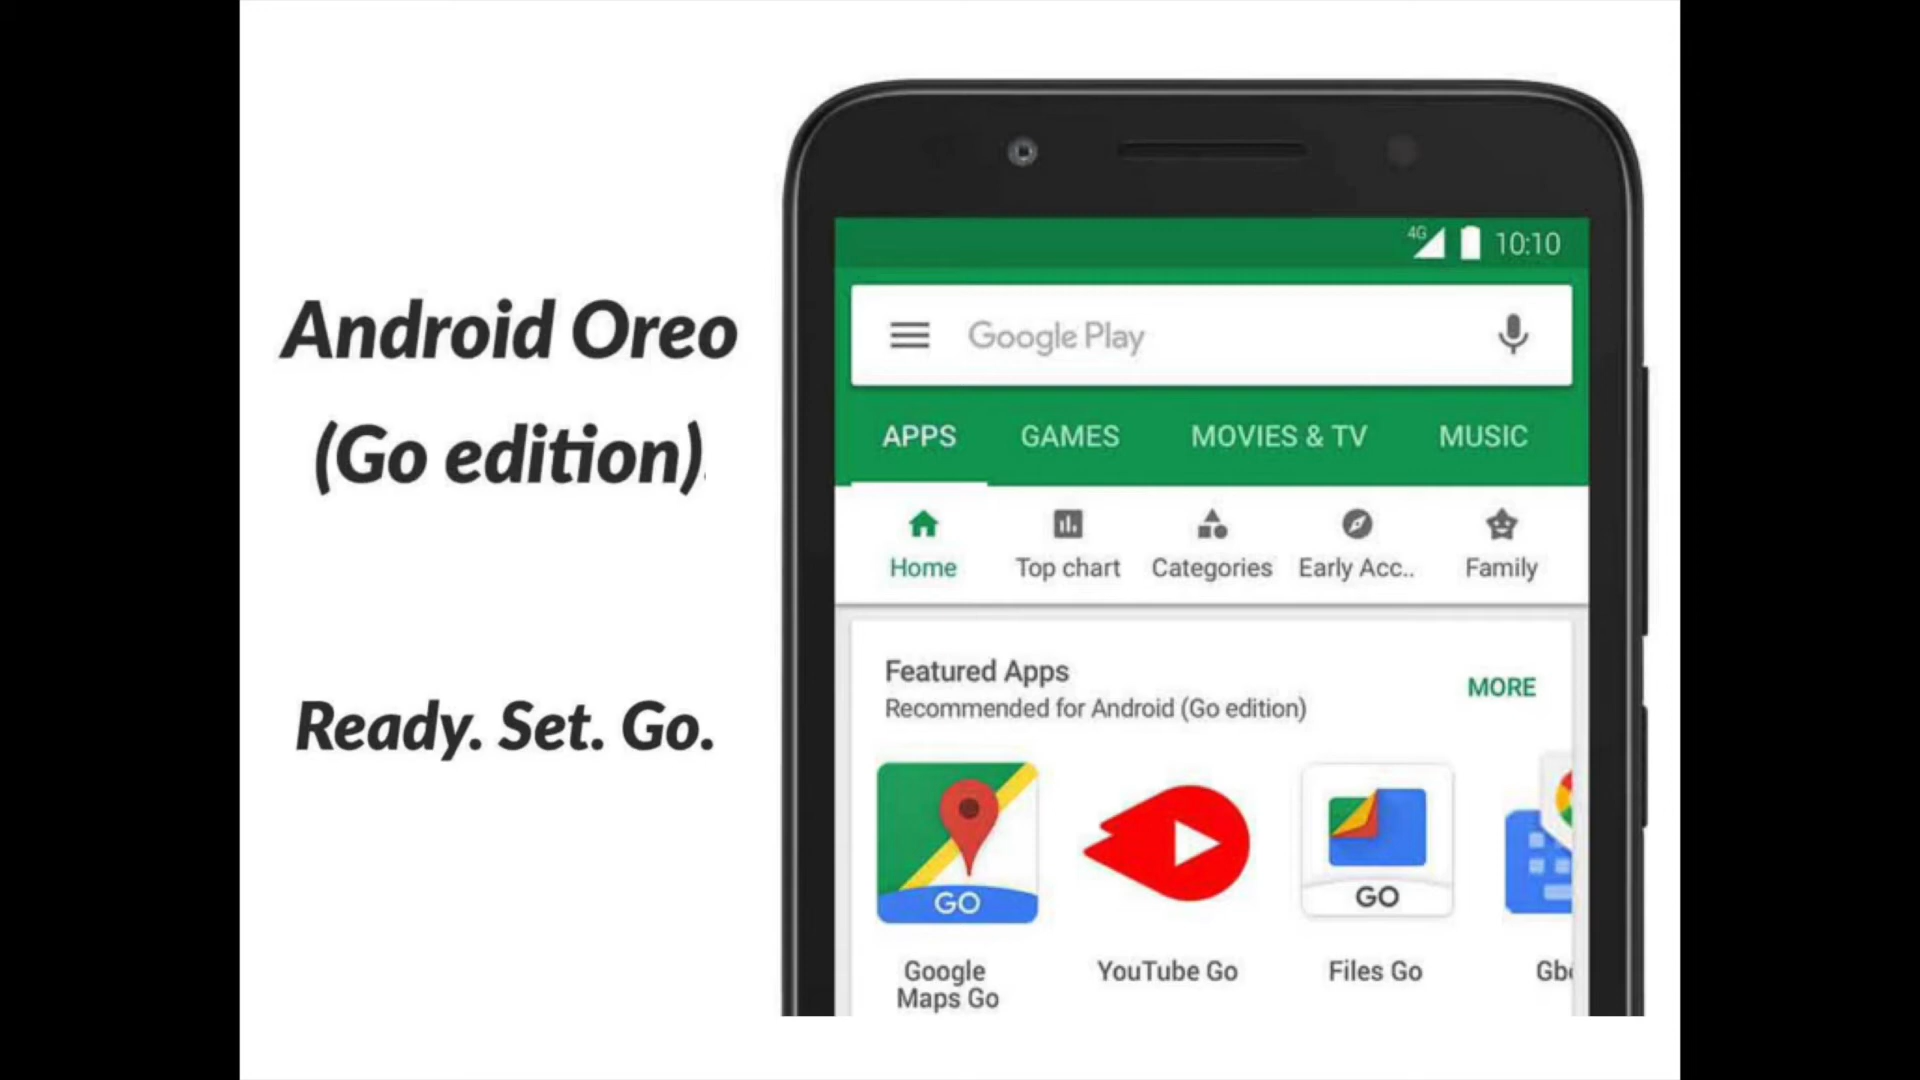 Android Oreo
(Go edition)
Ready. Set. Go.
4G 10:10
Google Play
APPS GAMES MOVIES & TV MUSIC
Home Top chart Categories Early Acc.. Family
Featured Apps
Recommended for Android (Go edition)
MORE
GO
GO
Google
Maps Go
YouTube Go
Files Go